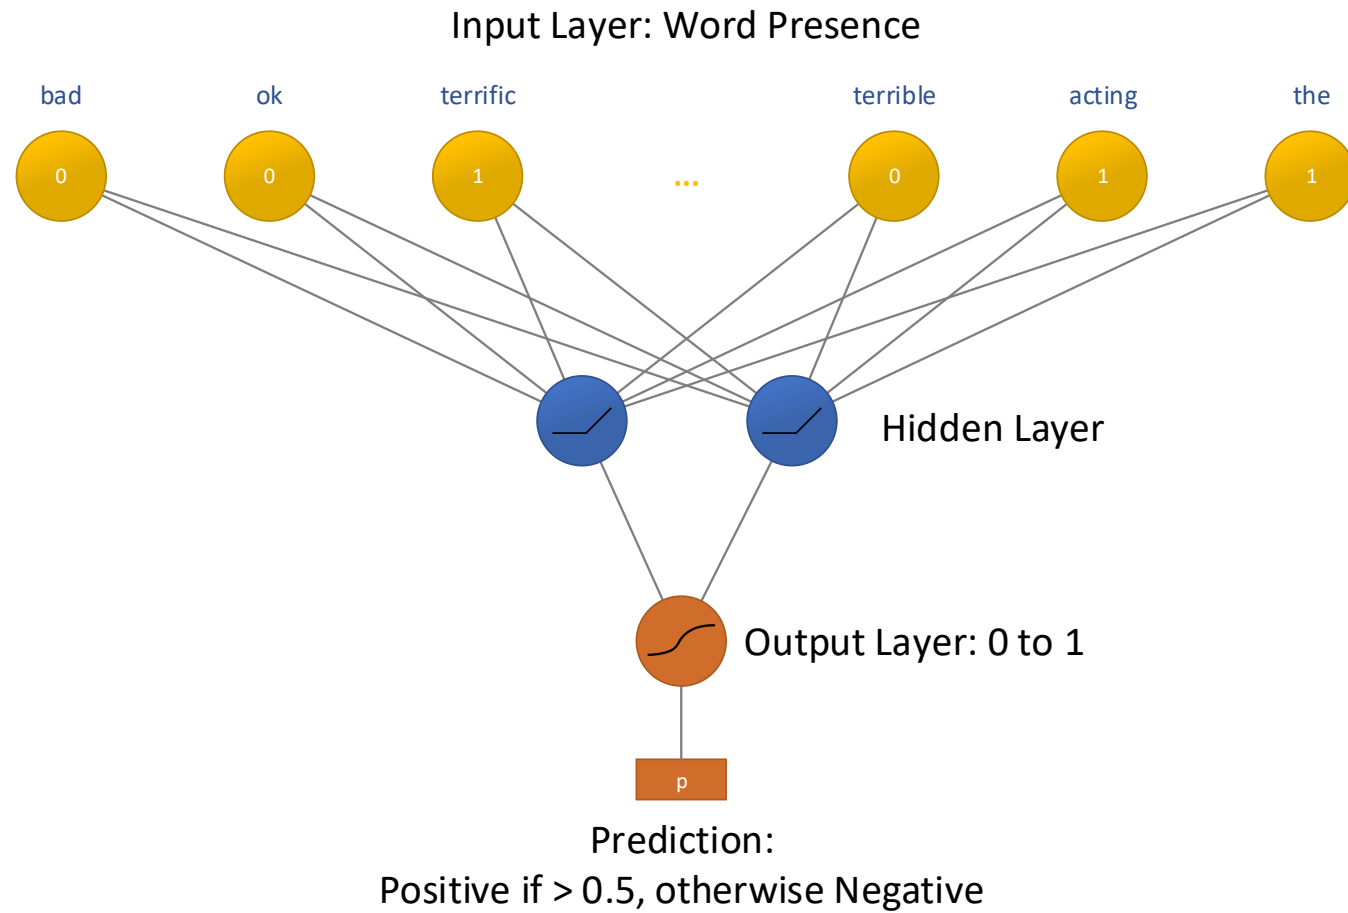 Input Layer: Word Presence
bad ok terrific terrible acting the
0 0 1 ... 0 1 1
Hidden Layer
Output Layer: 0 to 1
p
Prediction:
Positive if > 0.5, otherwise Negative